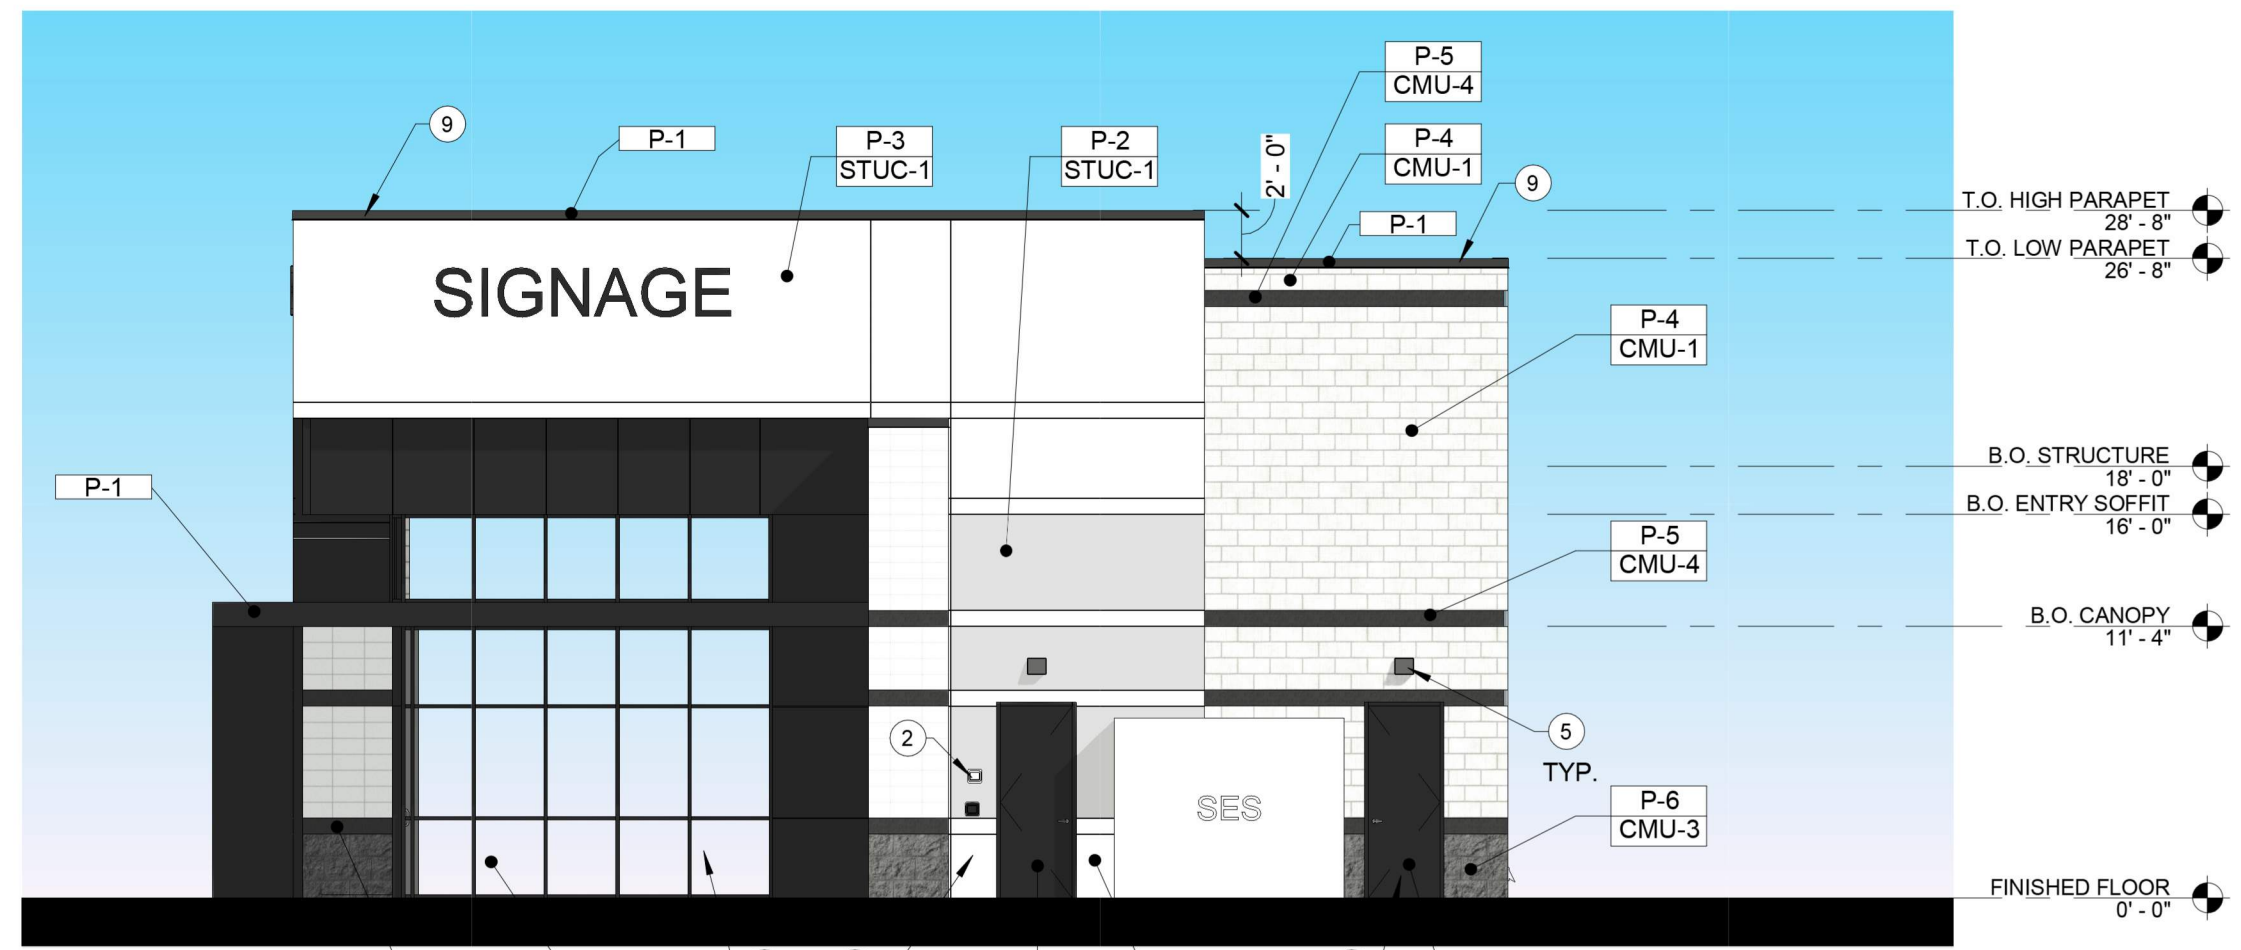 P-5
CMU-4
9
P-1
P-3
STUC-1
P-2
STUC-1
2' - 0"
P-4
CMU-1
9
P-1
T.O. HIGH PARAPET
28' - 8"
T.O. LOW PARAPET
26' - 8"
SIGNAGE
P-4
CMU-1
B.O. STRUCTURE
18' - 0"
P-1
B.O. ENTRY SOFFIT
16' - 0"
P-5
CMU-4
B.O. CANOPY
11' - 4"
2
5
TYP.
SES
P-6
CMU-3
FINISHED FLOOR
0' - 0"